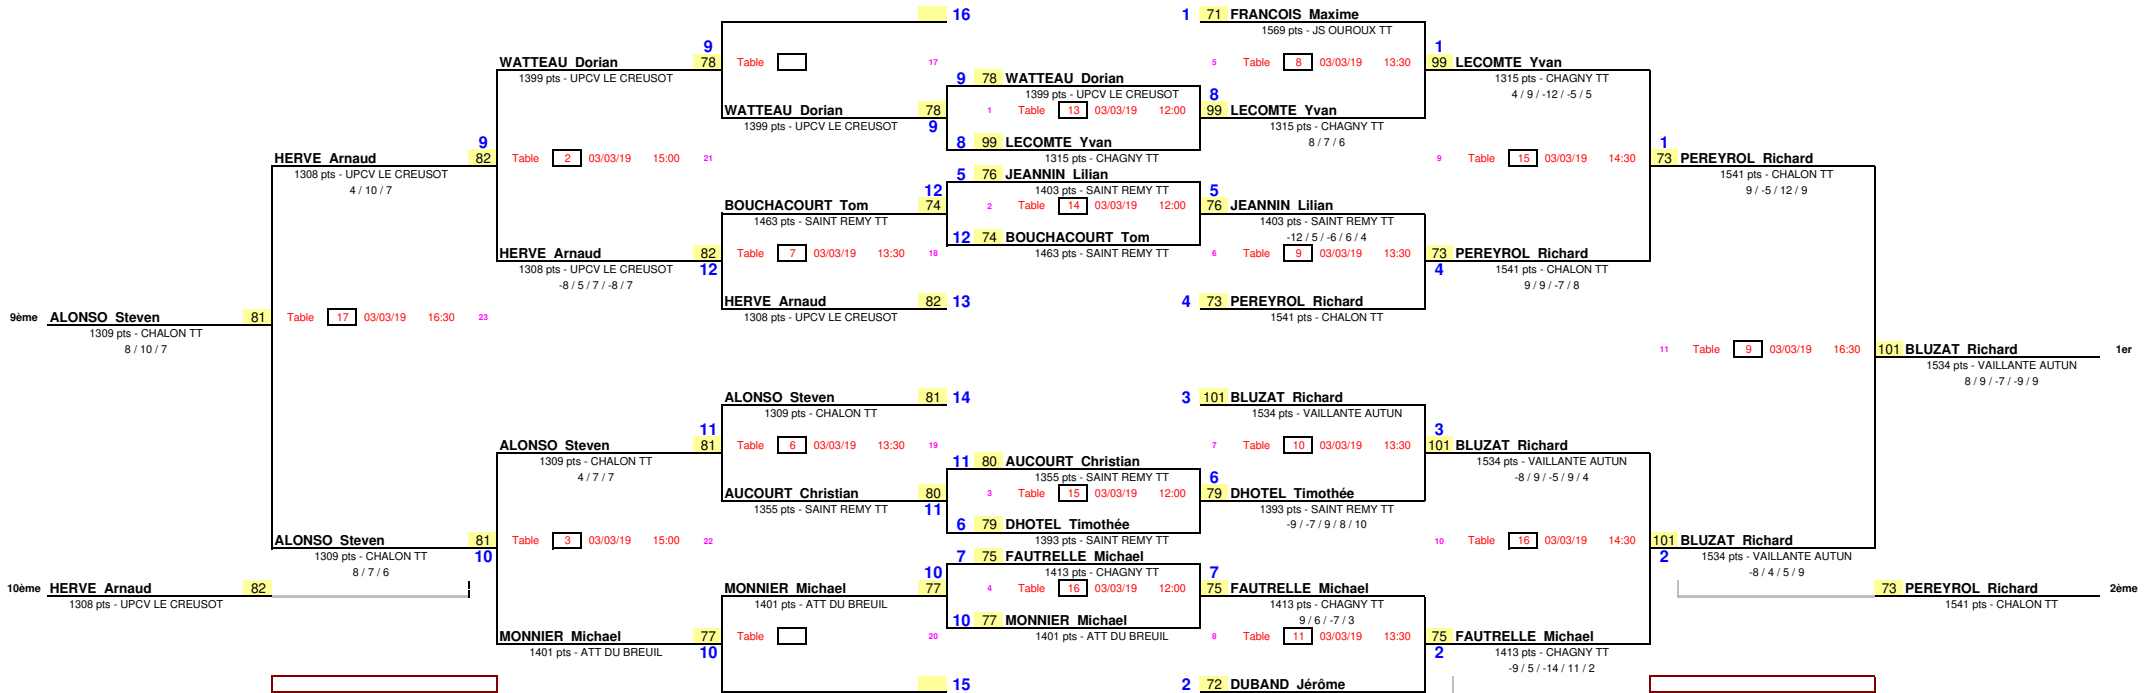 16
1 71 FRANCOIS Maxime
1569 pts - JS OUROUX TT
9
1
WATTEAU Dorian 78
Table
17
5 Table 8 03/03/19 13:30
99 LECOMTE Yvan
1399 pts - UPCV LE CREUSOT
9 78 WATTEAU Dorian
1315 pts - CHAGNY TT
1399 pts - UPCV LE CREUSOT
8
4 / 9 / -12 / -5 / 5
WATTEAU Dorian 78
1 Table 13 03/03/19 12:00
99 LECOMTE Yvan
1399 pts - UPCV LE CREUSOT
9
1315 pts - CHAGNY TT
9
8 99 LECOMTE Yvan
8 / 7 / 6
1
HERVE Arnaud 82
Table 2 03/03/19 15:00 21
1315 pts - CHAGNY TT
9 Table 15 03/03/19 14:30
73 PEREYROL Richard
1308 pts - UPCV LE CREUSOT
5 76 JEANNIN Lilian
1541 pts - CHALON TT
4 / 10 / 7
12
1403 pts - SAINT REMY TT
5
9 / -5 / 12 / 9
BOUCHACOURT Tom 74
2 Table 14 03/03/19 12:00
76 JEANNIN Lilian
1463 pts - SAINT REMY TT
1403 pts - SAINT REMY TT
12 74 BOUCHACOURT Tom
-12 / 5 / -6 / 6 / 4
HERVE Arnaud 82
Table 7 03/03/19 13:30 18
1463 pts - SAINT REMY TT
6 Table 9 03/03/19 13:30
73 PEREYROL Richard
1308 pts - UPCV LE CREUSOT
12
4
1541 pts - CHALON TT
-8 / 5 / 7 / -8 / 7
9 / 9 / -7 / 8
HERVE Arnaud 82 13
4 73 PEREYROL Richard
9ème ALONSO Steven 81
Table 17 03/03/19 16:30 23
1308 pts - UPCV LE CREUSOT
1541 pts - CHALON TT
1309 pts - CHALON TT
8 / 10 / 7
11 Table 9 03/03/19 16:30
101 BLUZAT Richard 1er
1534 pts - VAILLANTE AUTUN
8 / 9 / -7 / -9 / 9
ALONSO Steven 81 14
3 101 BLUZAT Richard
1309 pts - CHALON TT
1534 pts - VAILLANTE AUTUN
11
3
ALONSO Steven 81
Table 6 03/03/19 13:30 19
7 Table 10 03/03/19 13:30
101 BLUZAT Richard
1309 pts - CHALON TT
11 80 AUCOURT Christian
1534 pts - VAILLANTE AUTUN
4 / 7 / 7
1355 pts - SAINT REMY TT
6
-8 / 9 / -5 / 9 / 4
AUCOURT Christian 80
3 Table 15 03/03/19 12:00
79 DHOTEL Timothée
1355 pts - SAINT REMY TT
11
1393 pts - SAINT REMY TT
6 79 DHOTEL Timothée
-9 / -7 / 9 / 8 / 10
ALONSO Steven 81
Table 3 03/03/19 15:00 22
1393 pts - SAINT REMY TT
10 Table 16 03/03/19 14:30
101 BLUZAT Richard
1309 pts - CHALON TT
10
7 75 FAUTRELLE Michael
2
1534 pts - VAILLANTE AUTUN
8 / 7 / 6
10
1413 pts - CHAGNY TT
7
-8 / 4 / 5 / 9
10ème HERVE Arnaud 82
MONNIER Michael 77
4 Table 16 03/03/19 12:00
75 FAUTRELLE Michael
73 PEREYROL Richard 2ème
1308 pts - UPCV LE CREUSOT
1401 pts - ATT DU BREUIL
1413 pts - CHAGNY TT
1541 pts - CHALON TT
10 77 MONNIER Michael
9 / 6 / -7 / 3
MONNIER Michael 77
Table
20
1401 pts - ATT DU BREUIL
8 Table 11 03/03/19 13:30
75 FAUTRELLE Michael
1401 pts - ATT DU BREUIL
10
2
1413 pts - CHAGNY TT
-9 / 5 / -14 / 11 / 2
15
2 72 DUBAND Jérôme